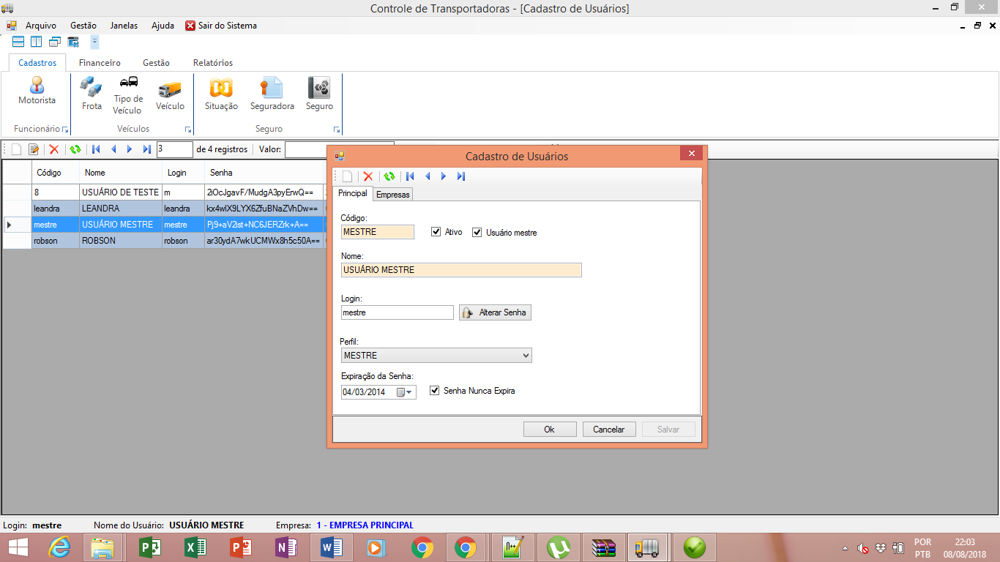 Controle de Transportadoras - [Cadastro de Usuários]
Arquivo Gestão Janelas Ajuda Sair do Sistema
Cadastros Financeiro Gestão Relatórios
Motorista Frota Tipo de Veículo Veículo Situação Seguradora Seguro
Funcionário Veículos Seguro
3 de 4 registros Valor:
Código Nome Login Senha
8 USUÁRIO DE TESTE m 2iOcJgavF/MudgA3pyErwQ==
leandra LEANDRA leandra kx4wIX9LYX6ZfuBNaZVhDw==
mestre USUÁRIO MESTRE mestre Pj9+aV2ist+NC6JERZrk+A==
robson ROBSON robson ar30ydA7wkUCMWx8h5c50A==
Cadastro de Usuários
Principal Empresas
Código:
MESTRE Ativo Usuário mestre
Nome:
USUÁRIO MESTRE
Login:
mestre Alterar Senha
Perfil:
MESTRE
Expiração da Senha:
04/03/2014 Senha Nunca Expira
Ok Cancelar Salvar
Login: mestre Nome do Usuário: USUÁRIO MESTRE Empresa: 1 - EMPRESA PRINCIPAL
POR 22:03
PTB 08/08/2018